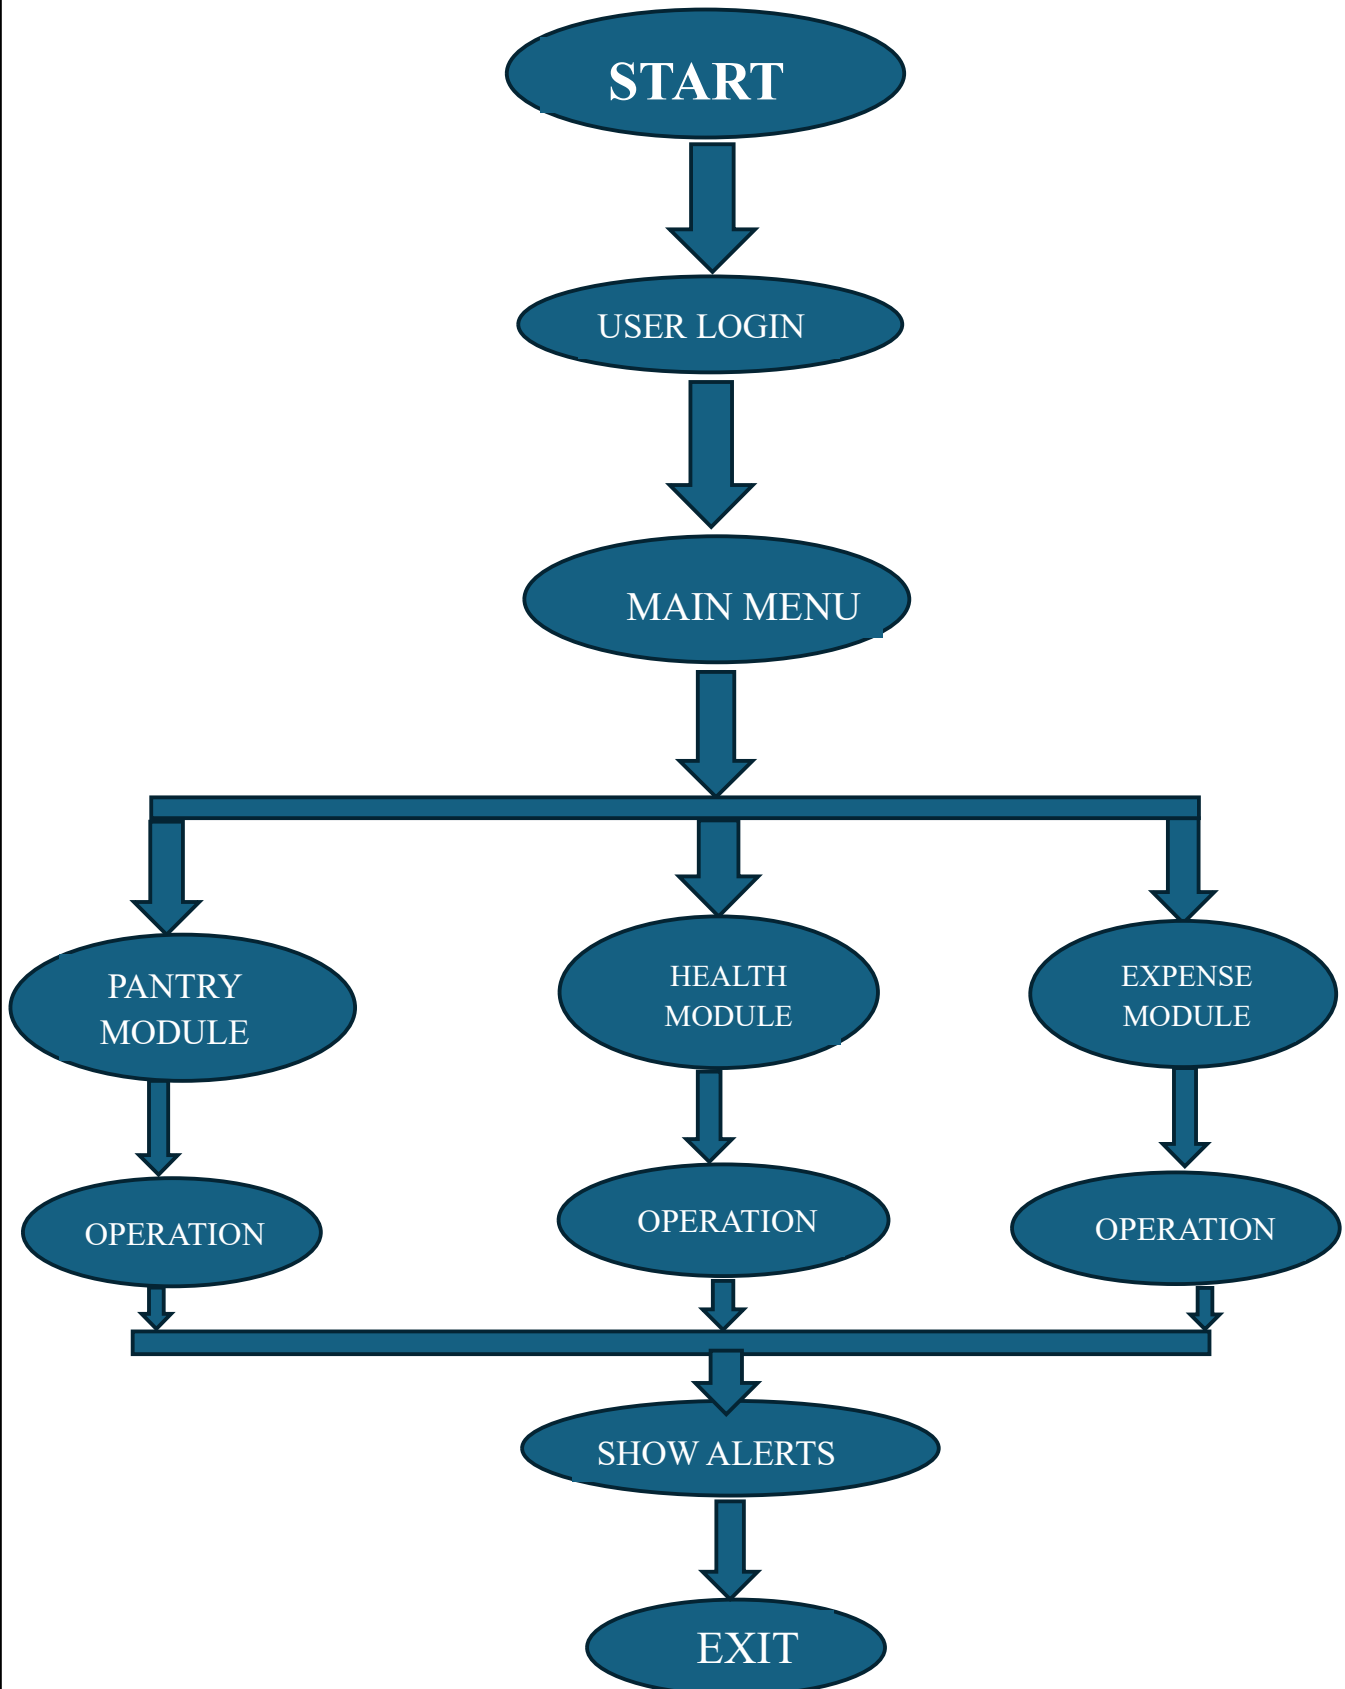 START
USER LOGIN
MAIN MENU
PANTRY
MODULE
HEALTH
MODULE
EXPENSE
MODULE
OPERATION
OPERATION
OPERATION
SHOW ALERTS
EXIT